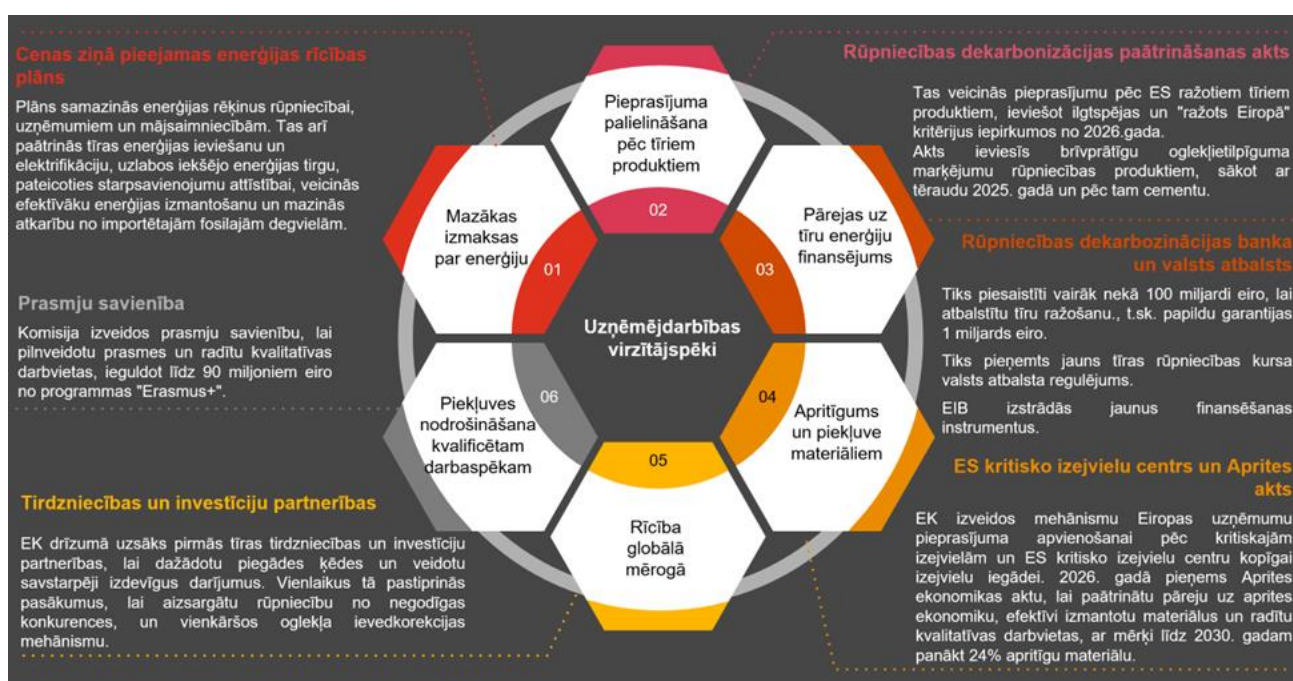 Cenas ziņā pieejamas enerģijas rīcības
plāns
Plāns samazinās enerģijas rēķinus rūpniecībai,
uzņēmumiem un mājsaimniecībām. Tas arī
paātrinās tīras enerģijas ieviešanu un
elektrifikāciju, uzlabos iekšējo enerģijas tirgu,
pateicoties starpsavienojumu attīstībai, veicinās
efektīvāku enerģijas izmantošanu un mazinās
atkarību no importētajām fosilajām degvielām.
Prasmju savienība
Komisija izveidos prasmju savienību, lai
pilnveidotu prasmes un radītu kvalitatīvas
darbvietas, ieguldot līdz 90 miljoniem eiro
no programmas "Erasmus+".
Tirdzniecības un investīciju partnerības
EK drīzumā uzsāks pirmās tīras tirdzniecības un investīciju
partnerības, lai dažādotu piegādes ķēdes un veidotu
savstarpēji izdevīgus darījumus. Vienlaikus tā pastiprinās
pasākumus, lai aizsargātu rūpniecību no negodīgas
konkurences, un vienkāršos oglekļa ievedkorekcijas
mehānismu.
Pieprasījuma
palielināšana
pēc tīriem
produktiem
02
Mazākas
izmaksas
par enerģiju
01
Pārejas uz
tīru enerģiju
finansējums
03
Uzņēmējdarbības
virzītājspēki
Piekļuves
nodrošināšana
kvalificētam
darbaspēkam
06
04
Apritīgums
un piekļuve
materiāliem
05
Rīcība
globālā
mērogā
Rūpniecības dekarbonizācijas paātrināšanas akts
Tas veicinās pieprasījumu pēc ES ražotiem tīriem
produktiem, ieviešot ilgtspējas un "ražots Eiropā"
kritērijus iepirkumos no 2026.gada.
Akts ieviesīs brīvprātīgu oglekļietilpīguma
marķējumu rūpniecības produktiem, sākot ar
tēraudu 2025. gadā un pēc tam cementu.
Rūpniecības dekarbozinācijas banka
un valsts atbalsts
Tiks piesaistīti vairāk nekā 100 miljardi eiro, lai
atbalstītu tīru ražošanu., t.sk. papildu garantijas
1 miljards eiro.
Tiks pieņemts jauns tīras rūpniecības kursa
valsts atbalsta regulējums.
EIB izstrādās jaunus finansēšanas
instrumentus.
ES kritisko izejvielu centrs un Aprites
akts
EK izveidos mehānismu Eiropas uzņēmumu
pieprasījuma apvienošanai pēc kritiskajām
izejvielām un ES kritisko izejvielu centru kopīgai
izejvielu iegādei. 2026. gadā pieņems Aprites
ekonomikas aktu, lai paātrinātu pāreju uz aprites
ekonomiku, efektīvi izmantotu materiālus un radītu
kvalitatīvas darbvietas, ar mērķi līdz 2030. gadam
panākt 24% apritīgu materiālu.